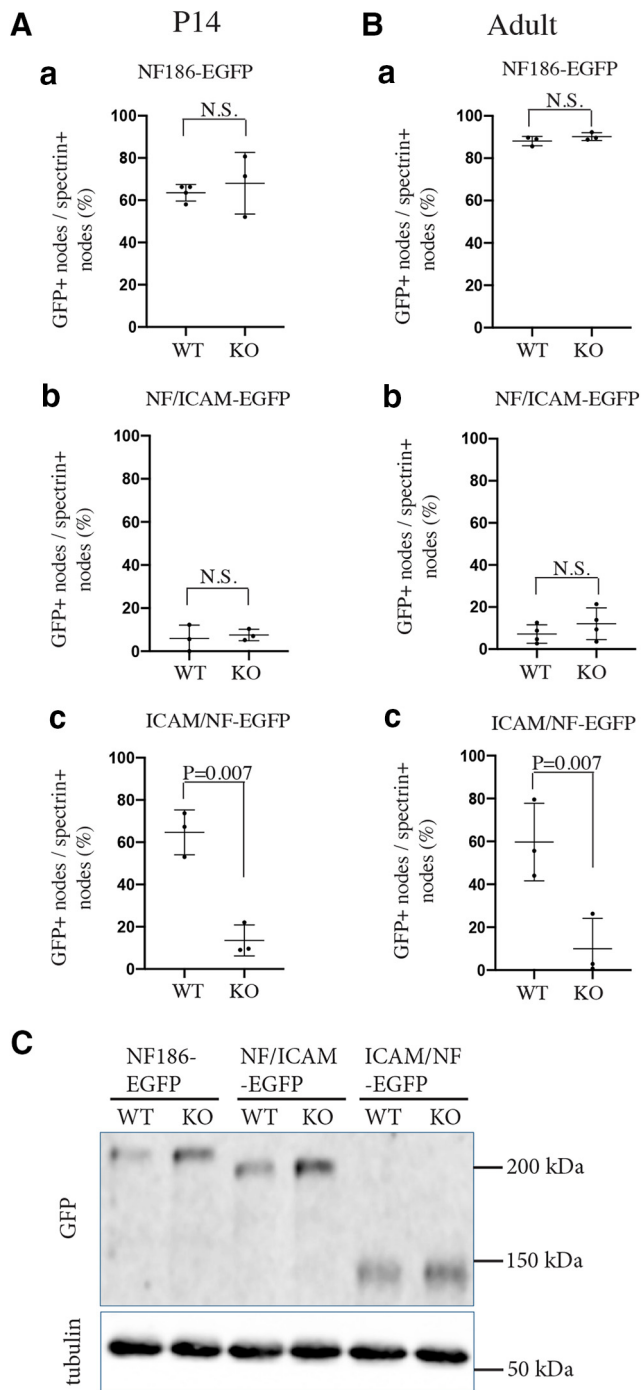 A P14
a
NF186-EGFP
GFP+ nodes / spectrin+
nodes (%)
100
80
60
40
20
0
N.S.
WT KO
b
NF/ICAM-EGFP
GFP+ nodes / spectrin+
nodes (%)
100
80
60
40
20
0
N.S.
WT KO
c
ICAM/NF-EGFP
GFP+ nodes / spectrin+
nodes (%)
100
80
60
40
20
0
P=0.007
WT KO
B Adult
a
NF186-EGFP
GFP+ nodes / spectrin+
nodes (%)
100
80
60
40
20
0
N.S.
WT KO
b
NF/ICAM-EGFP
GFP+ nodes / spectrin+
nodes (%)
100
80
60
40
20
0
N.S.
WT KO
c
ICAM/NF-EGFP
GFP+ nodes / spectrin+
nodes (%)
100
80
60
40
20
0
P=0.007
WT KO
C
NF186-
EGFP
NF/ICAM
-EGFP
ICAM/NF
-EGFP
WT KO WT KO WT KO
GFP
200 kDa
150 kDa
tubulin
50 kDa